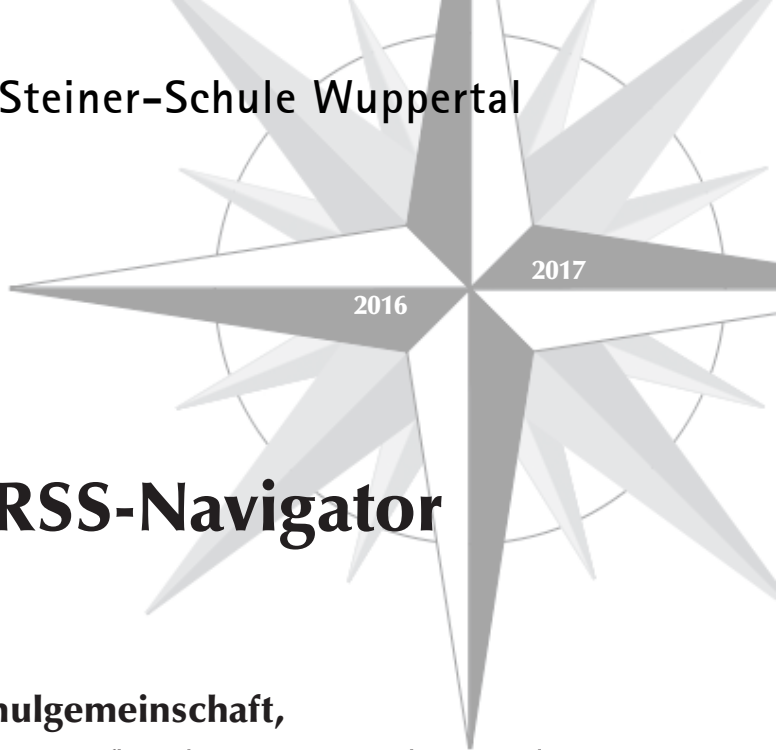 Steiner-Schule Wuppertal
2017
2016
RSS-Navigator
hulgemeinschaft,